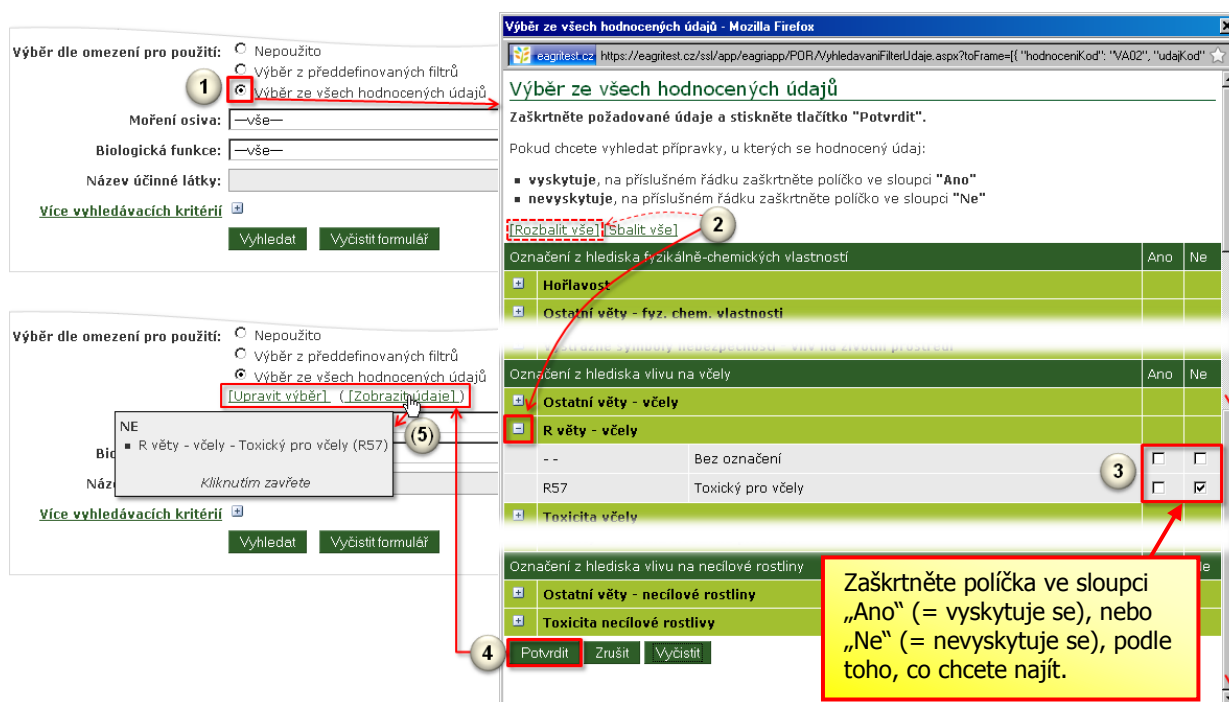 Výběr dle omezení pro použití:
Nepoužito
Výběr z předdefinovaných filtrů
1
Výběr ze všech hodnocených údajů
Moření osiva: —vše—
Biologická funkce: —vše—
Název účinné látky:
Více vyhledávacích kritérií
Vyhledat Vyčistit formulář
Výběr dle omezení pro použití:
Nepoužito
Výběr z předdefinovaných filtrů
Výběr ze všech hodnocených údajů
[Upravit výběr] ( [Zobrazit údaje] )
NE
R věty - včely - Toxický pro včely (R57)
Kliknutím zavřete
(5)
Bio
Náz
Více vyhledávacích kritérií
Vyhledat Vyčistit formulář
Výběr ze všech hodnocených údajů - Mozilla Firefox
eagritest.cz https://eagritest.cz/ssl/app/eagriapp/POR/VyhledavaniFilterUdaje.aspx?toFrame=[{ "hodnoceniKod": "VA02", "udajKod"
Výběr ze všech hodnocených údajů
Zaškrtněte požadované údaje a stiskněte tlačítko "Potvrdit".
Pokud chcete vyhledat přípravky, u kterých se hodnocený údaj:
vyskytuje, na příslušném řádku zaškrtněte políčko ve sloupci "Ano"
nevyskytuje, na příslušném řádku zaškrtněte políčko ve sloupci "Ne"
[Rozbalit vše] [Sbalit vše]
2
Označení z hlediska fyzikálně-chemických vlastností Ano Ne
Hořlavost
Ostatní věty - fyz. chem. vlastnosti
Označení z hlediska vlivu na včely Ano Ne
Ostatní věty - včely
R věty - včely
- - Bez označení
3
R57 Toxický pro včely
Toxicita včely
Označení z hlediska vlivu na necílové rostliny
Ostatní věty - necílové rostliny
Toxicita necílové rostlivy
4
Potvrdit Zrušit Vyčistit
Zaškrtněte políčka ve sloupci
„Ano“ (= vyskytuje se), nebo
„Ne“ (= nevyskytuje se), podle
toho, co chcete najít.